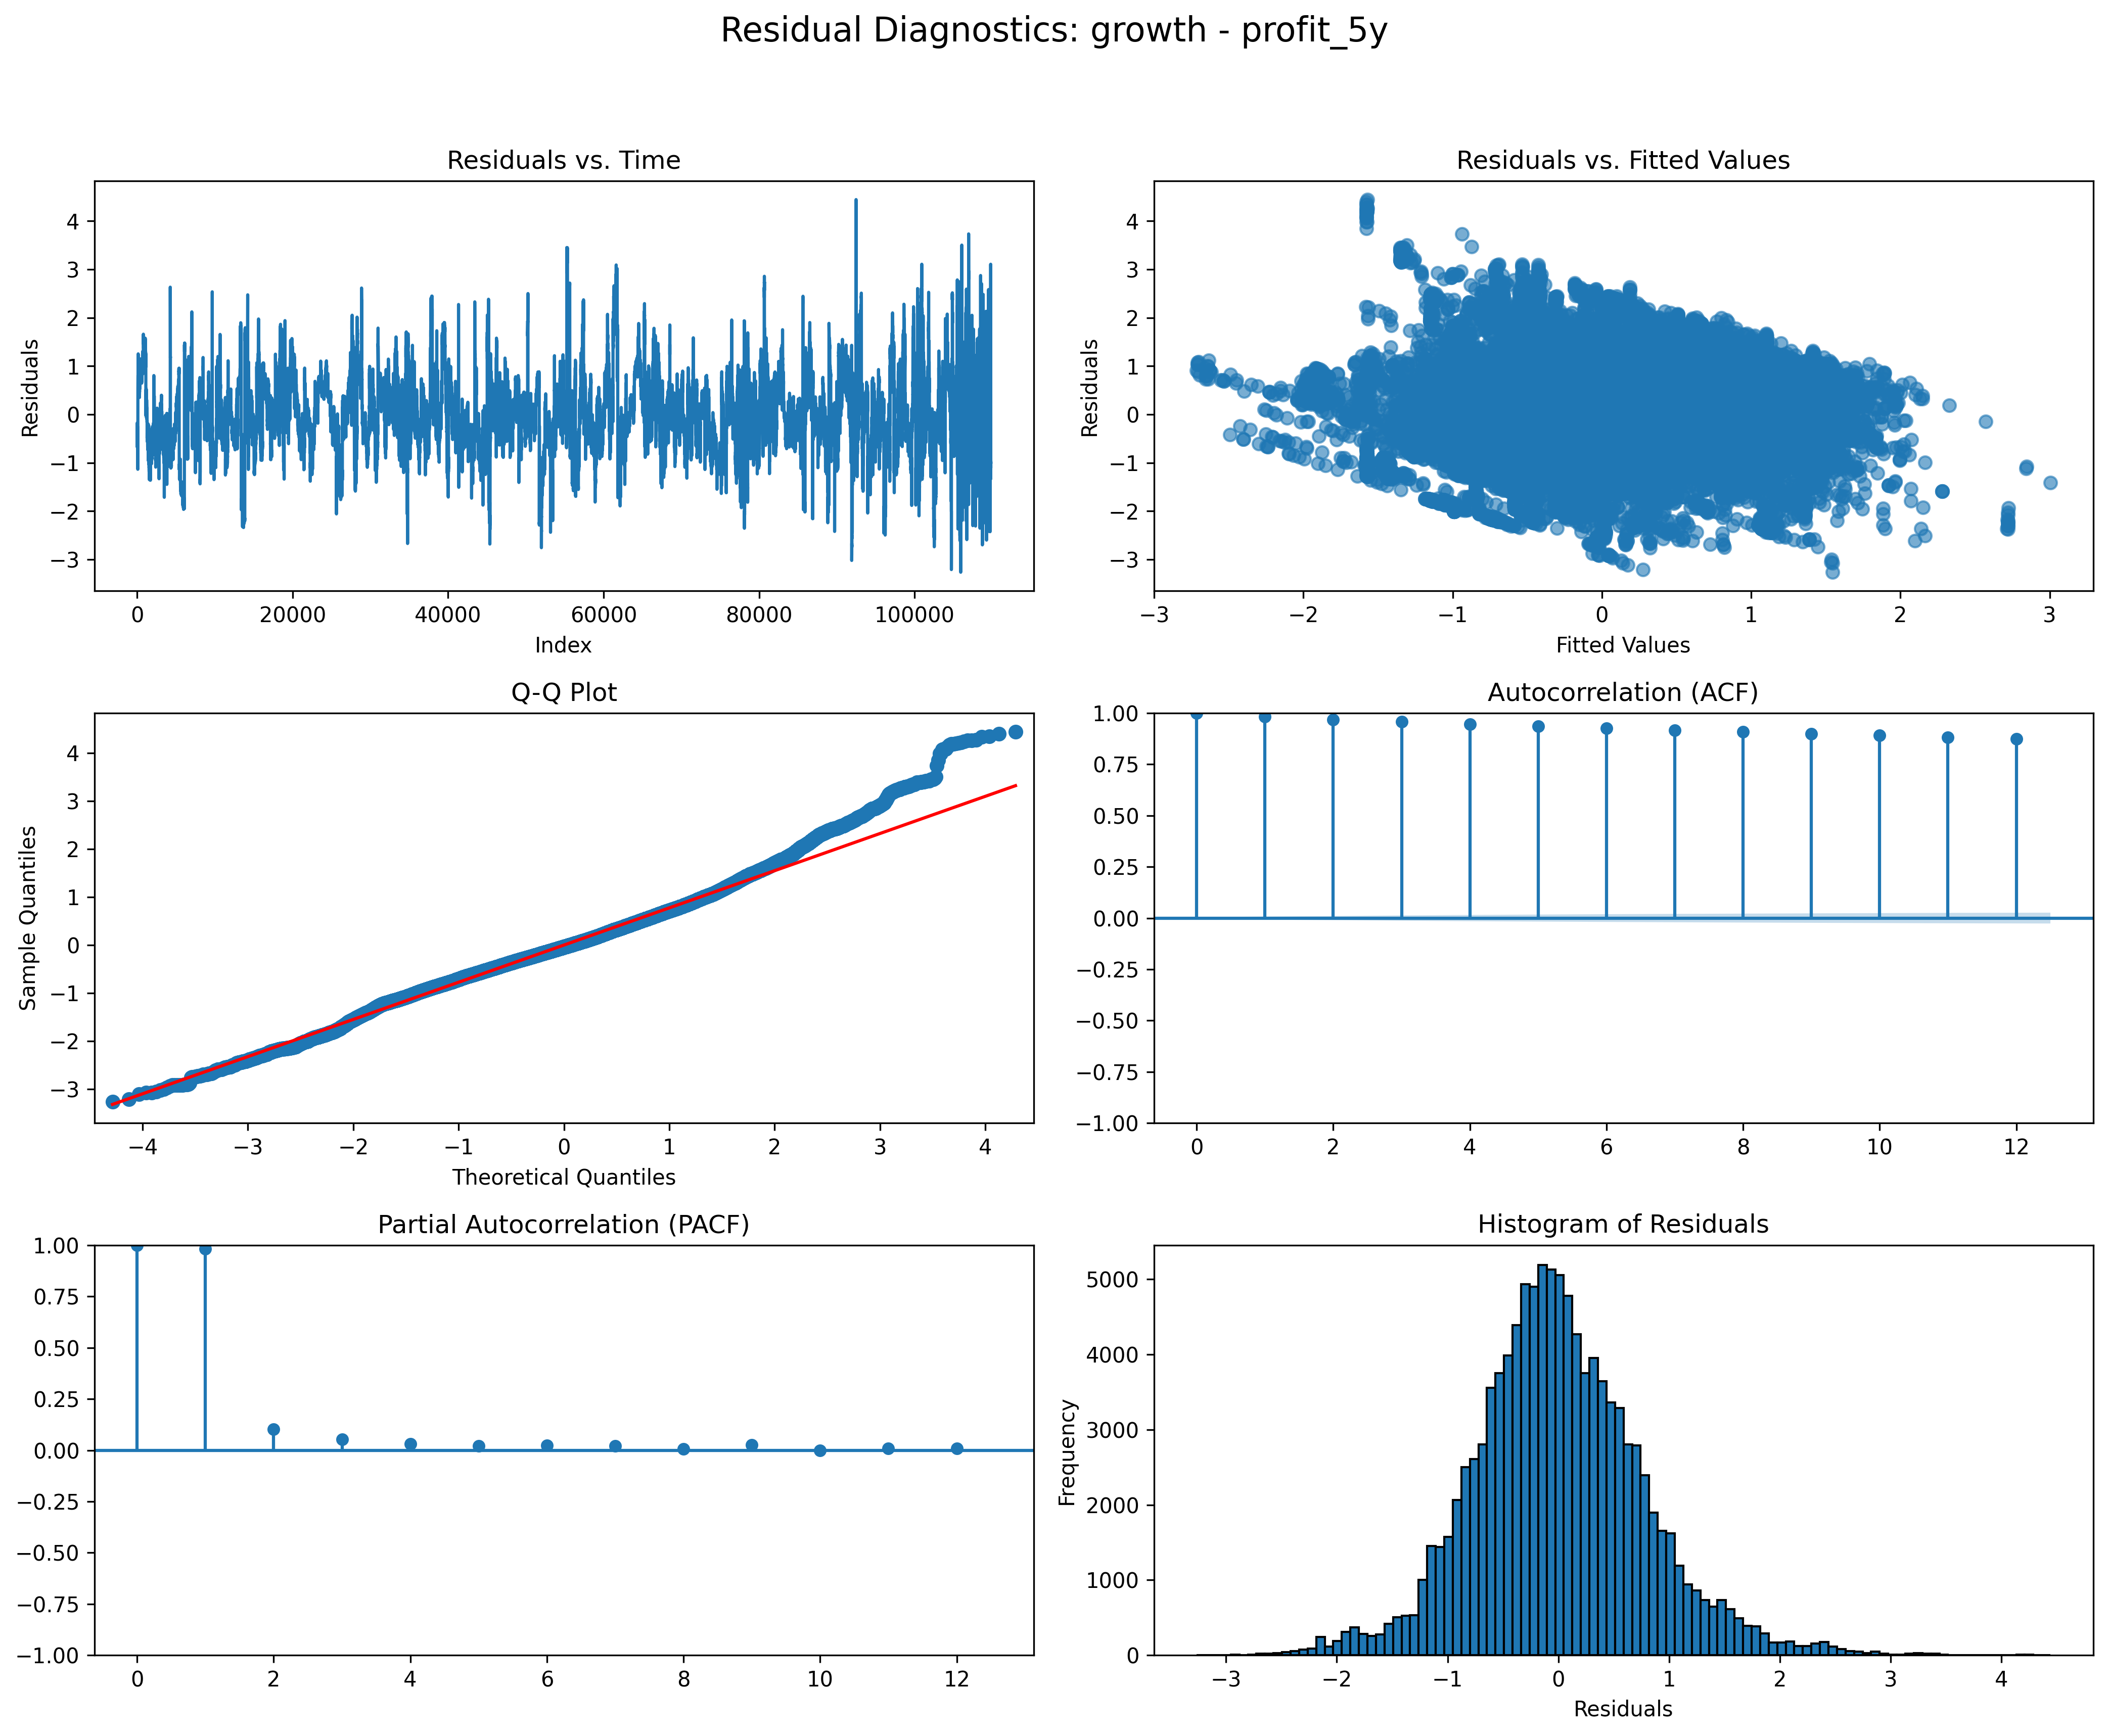 Residual Diagnostics: growth - profit_5y
Residuals vs. Time
Residuals
4
3
2
1
0
−1
−2
−3
0 20000 40000 60000 80000 100000
Index
Residuals vs. Fitted Values
Residuals
4
3
2
1
0
−1
−2
−3
−3 −2 −1 0 1 2 3
Fitted Values
Q-Q Plot
Sample Quantiles
4
3
2
1
0
−1
−2
−3
−4 −3 −2 −1 0 1 2 3 4
Theoretical Quantiles
Autocorrelation (ACF)
1.00
0.75
0.50
0.25
0.00
−0.25
−0.50
−0.75
−1.00
0 2 4 6 8 10 12
Partial Autocorrelation (PACF)
1.00
0.75
0.50
0.25
0.00
−0.25
−0.50
−0.75
−1.00
0 2 4 6 8 10 12
Histogram of Residuals
Frequency
5000
4000
3000
2000
1000
0
−3 −2 −1 0 1 2 3 4
Residuals